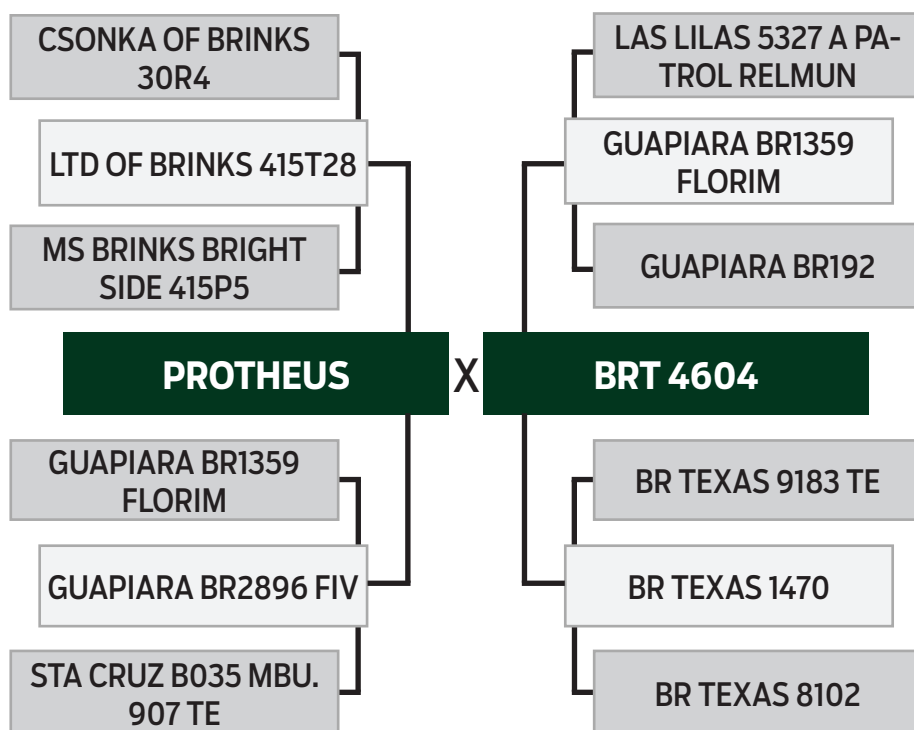 CSONKA OF BRINKS
30R4
LTD OF BRINKS 415T28
MS BRINKS BRIGHT
SIDE 415P5
PROTHEUS
GUAPIARA BR1359
FLORIM
GUAPIARA BR2896 FIV
STA CRUZ B035 MBU.
907 TE
X
LAS LILAS 5327 A PA-
TROL RELMUN
GUAPIARA BR1359
FLORIM
GUAPIARA BR192
BRT 4604
BR TEXAS 9183 TE
BR TEXAS 1470
BR TEXAS 8102